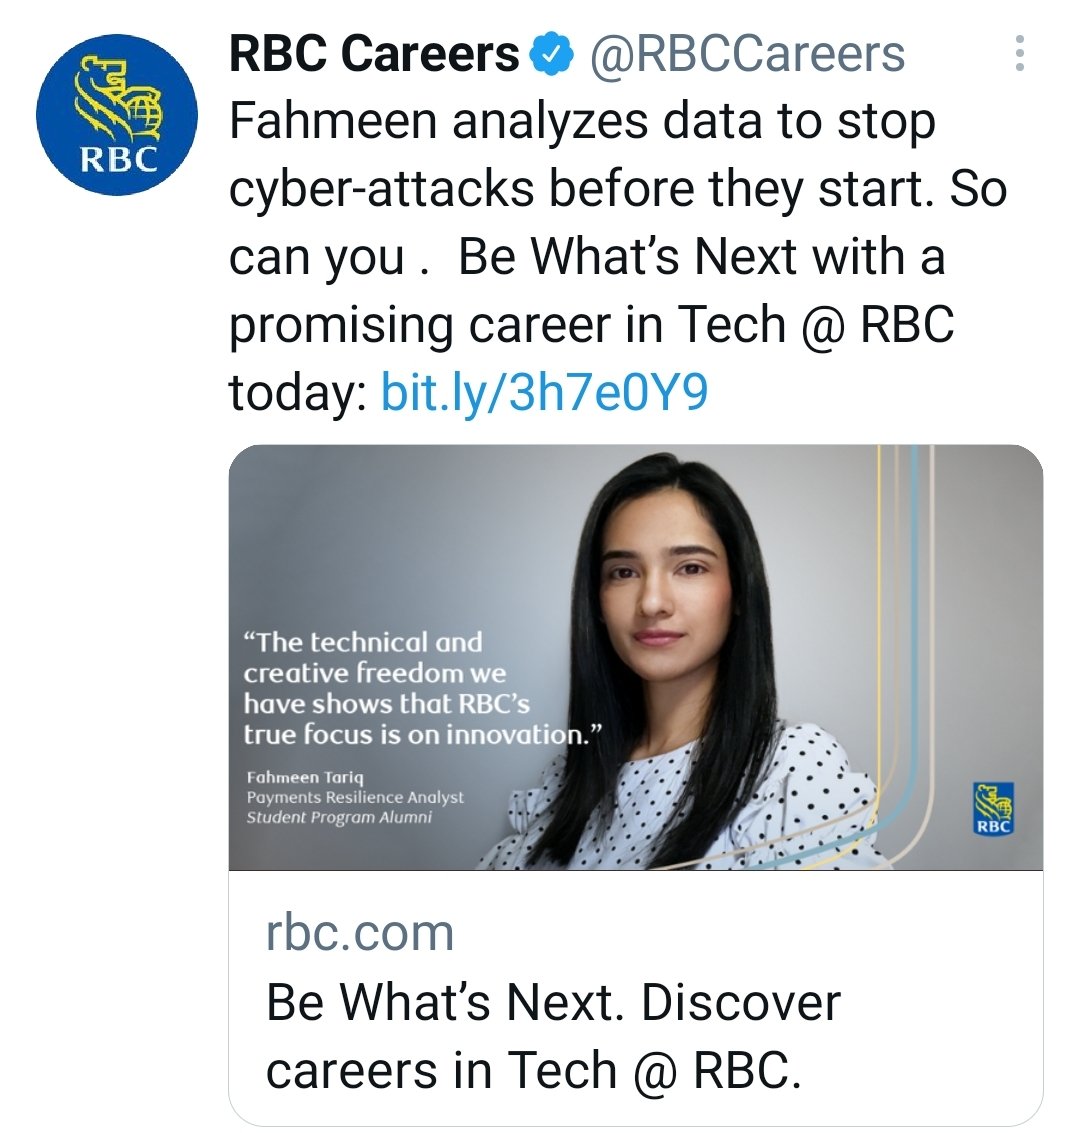 RBC Careers @RBCCareers
RBC
Fahmeen analyzes data to stop
cyber-attacks before they start. So
can you .  Be What’s Next with a
promising career in Tech @ RBC
today: bit.ly/3h7e0Y9
“The technical and
creative freedom we
have shows that RBC’s
true focus is on innovation.”
Fahmeen Tariq
Payments Resilience Analyst
Student Program Alumni
RBC
rbc.com
Be What’s Next. Discover
careers in Tech @ RBC.